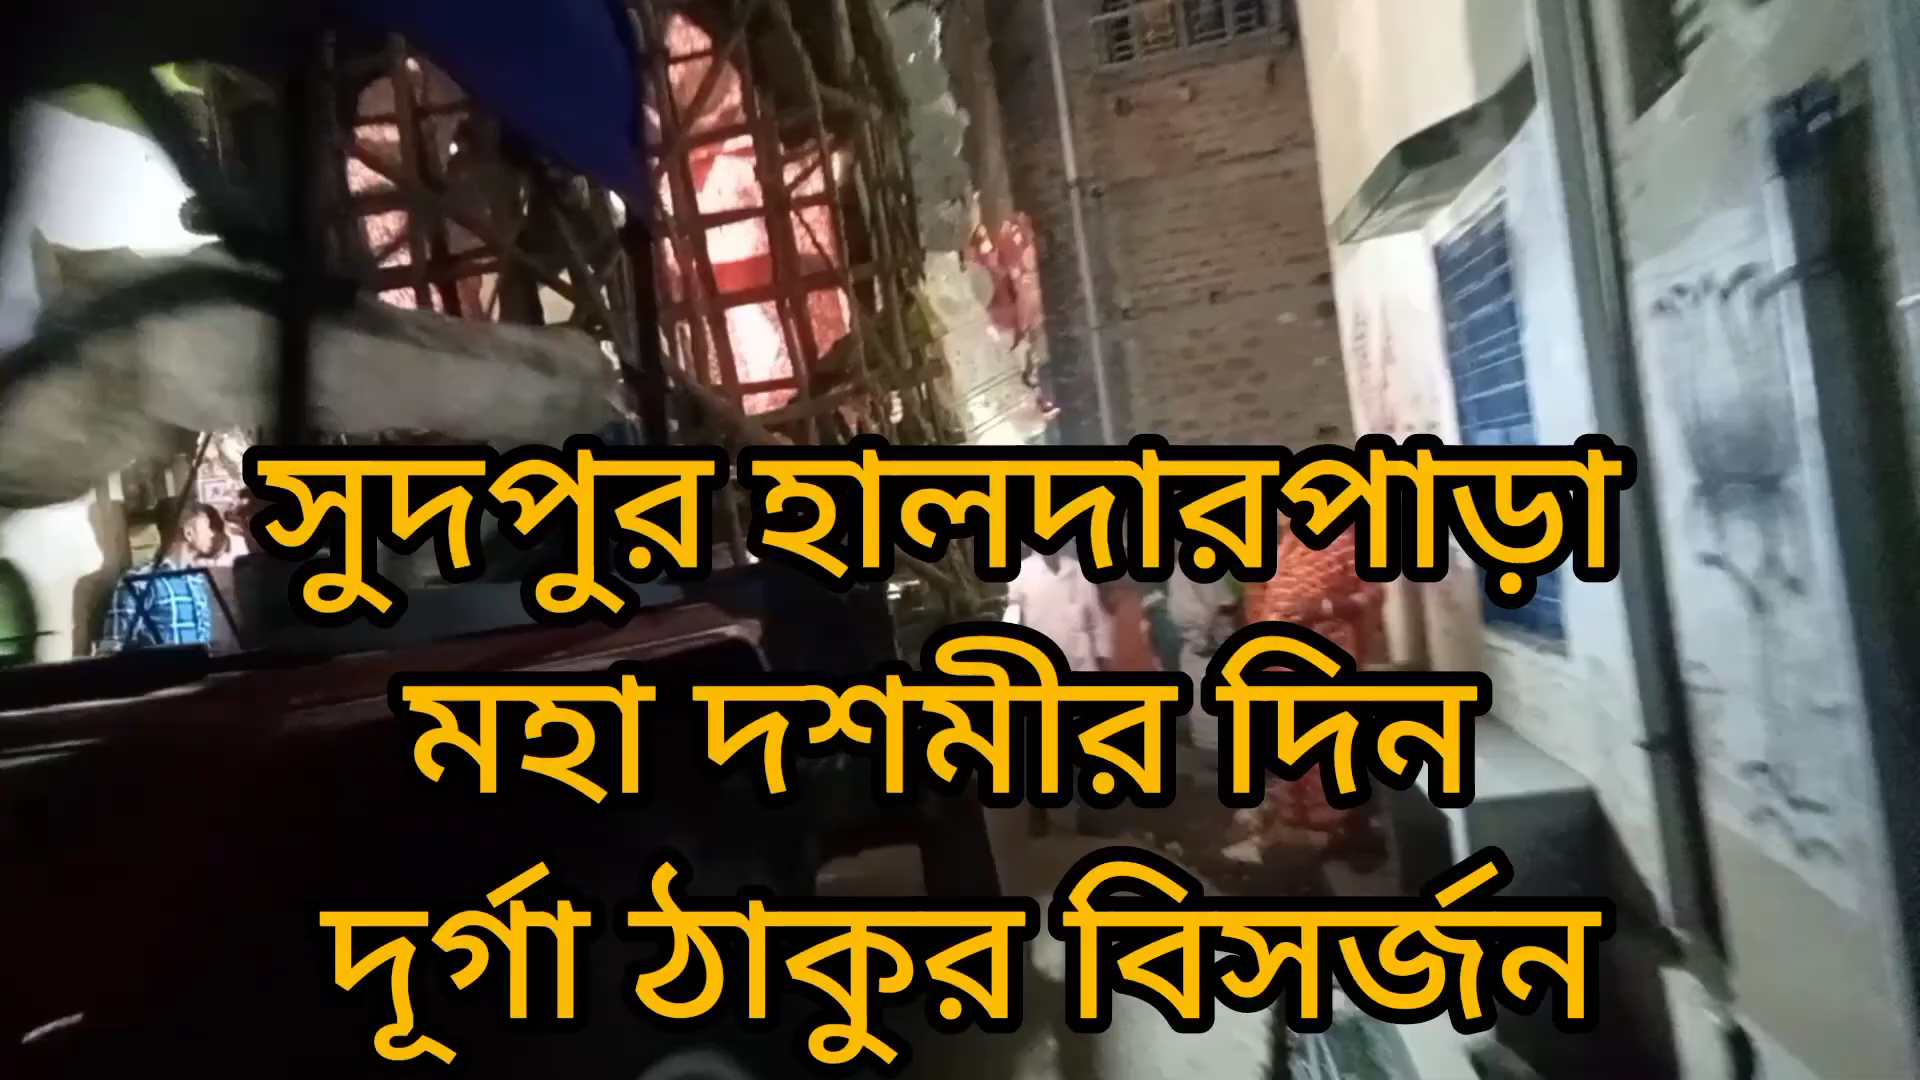 সুদপুর হালদারপাড়া
মহা দশমীর দিন
দূর্গা ঠাকুর বিসর্জন